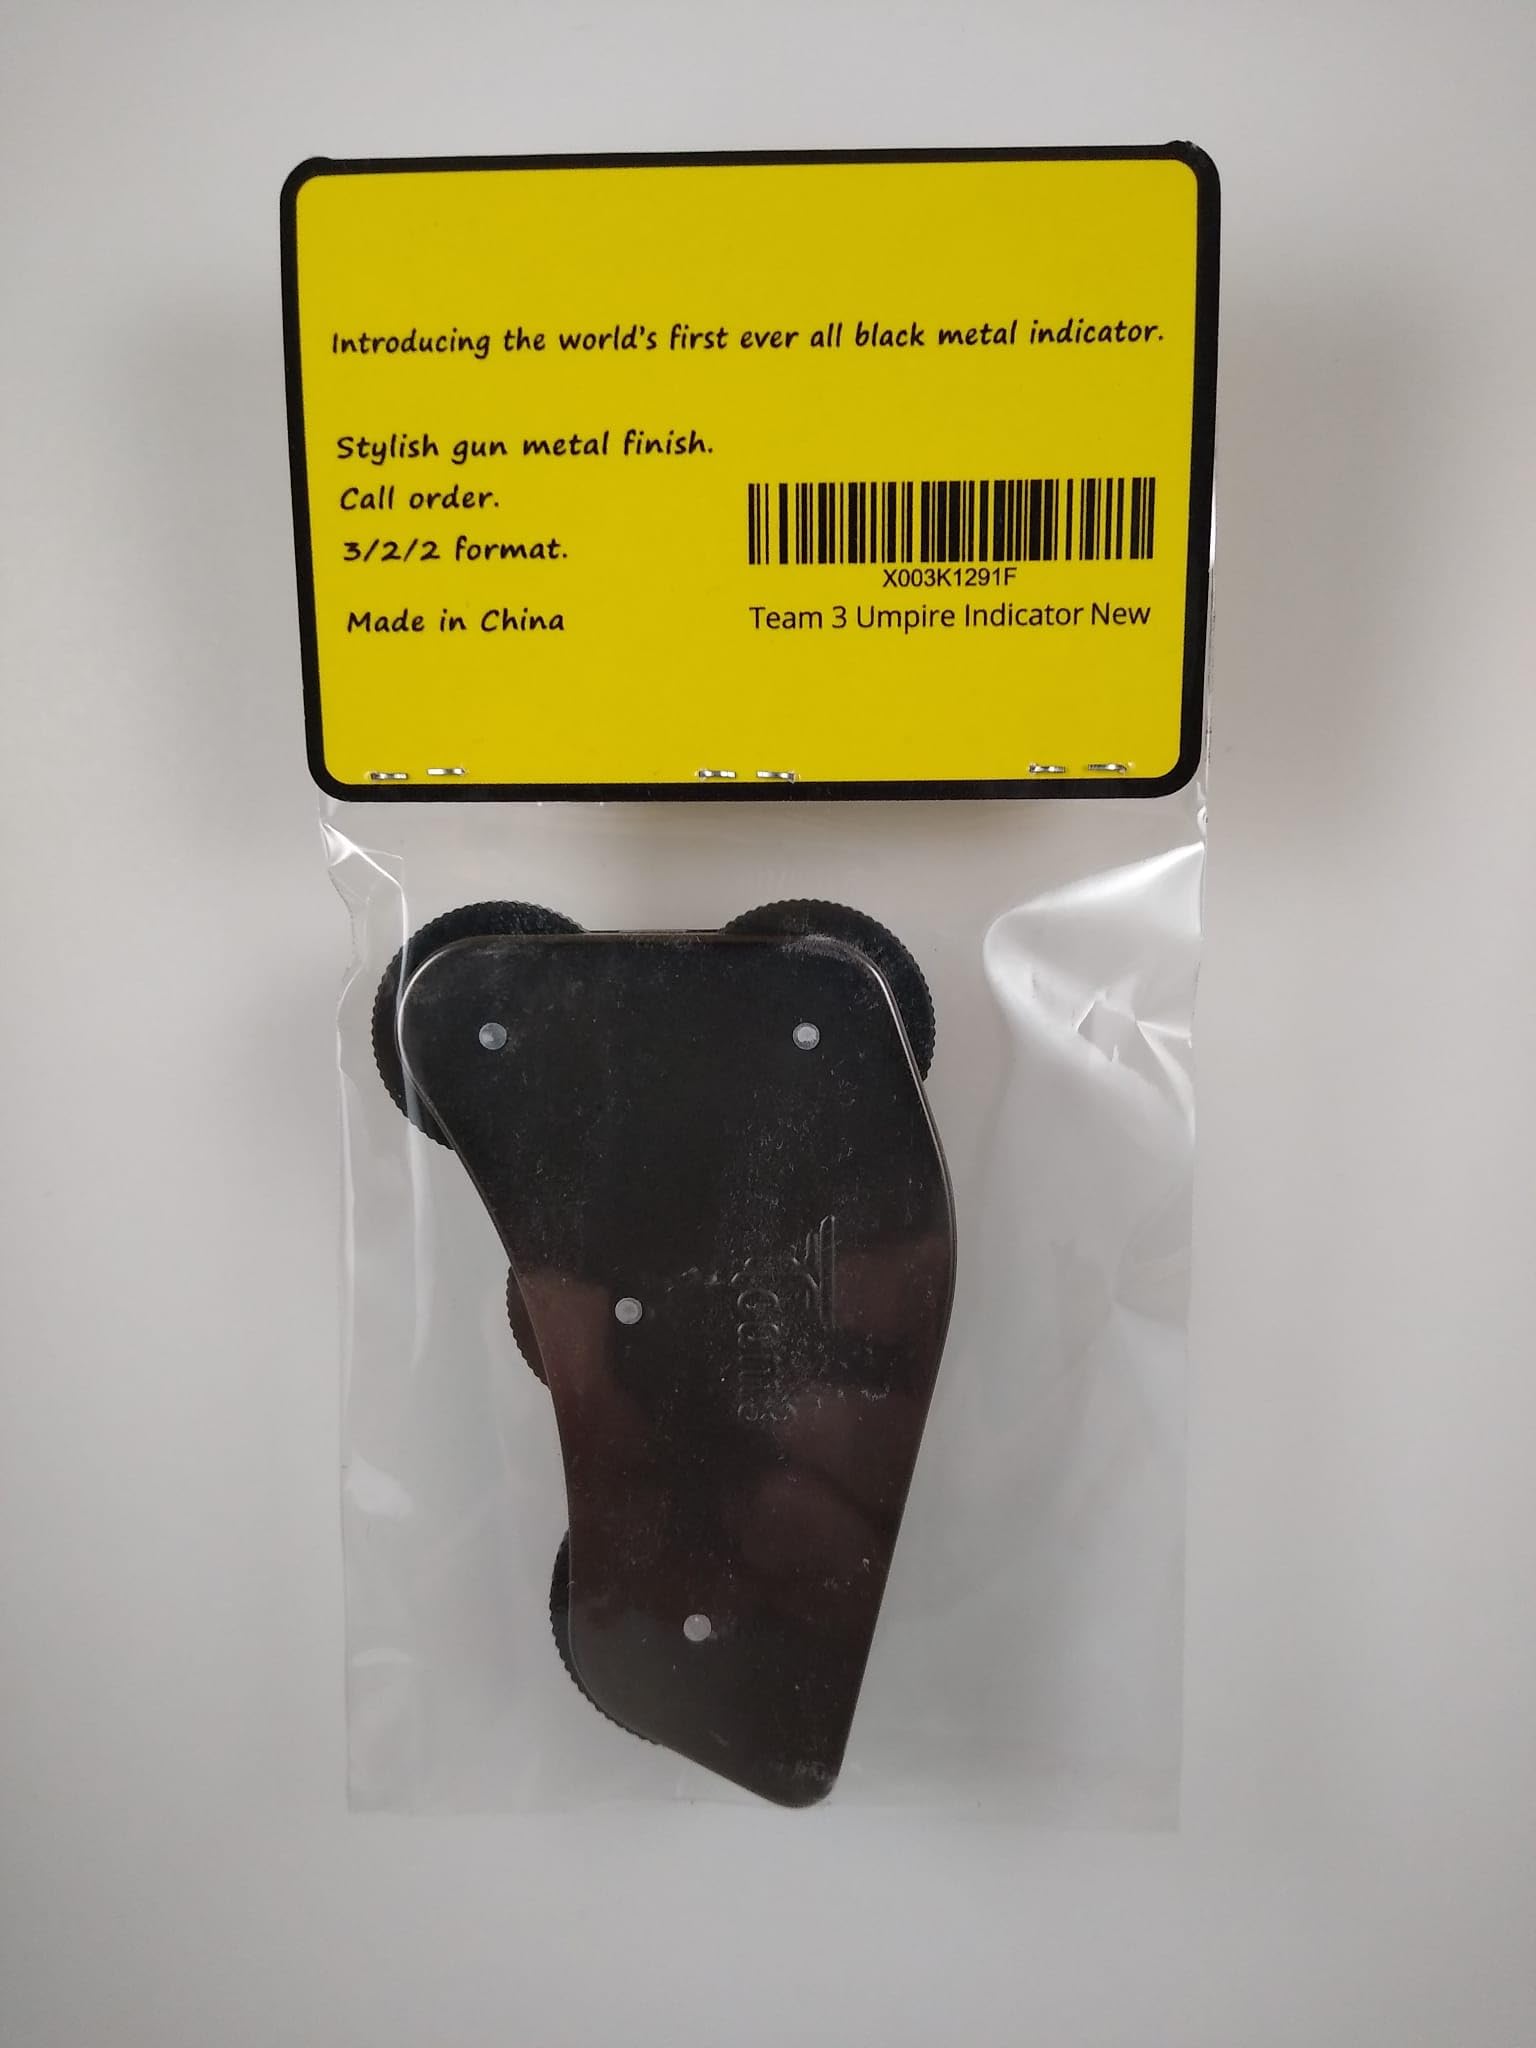 Introducing the world's first ever all black metal indicator.
Stylish gun metal finish.
Call order.
3/2/2 format.
Made in China
X003K1291F
Team 3 Umpire Indicator New